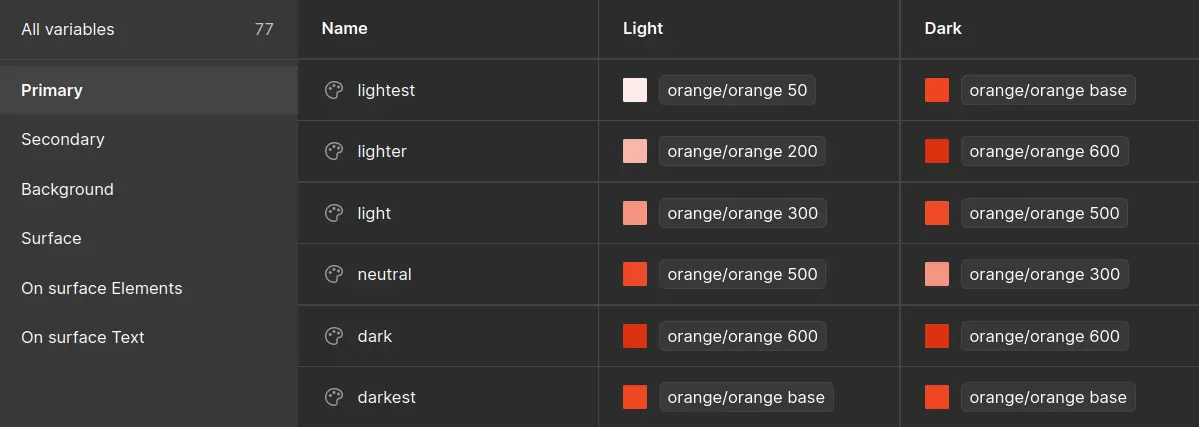 All variables 77
Primary
Secondary
Background
Surface
On surface Elements
On surface Text
Name Light Dark
lightest orange/orange 50 orange/orange base
lighter orange/orange 200 orange/orange 600
light orange/orange 300 orange/orange 500
neutral orange/orange 500 orange/orange 300
dark orange/orange 600 orange/orange 600
darkest orange/orange base orange/orange base